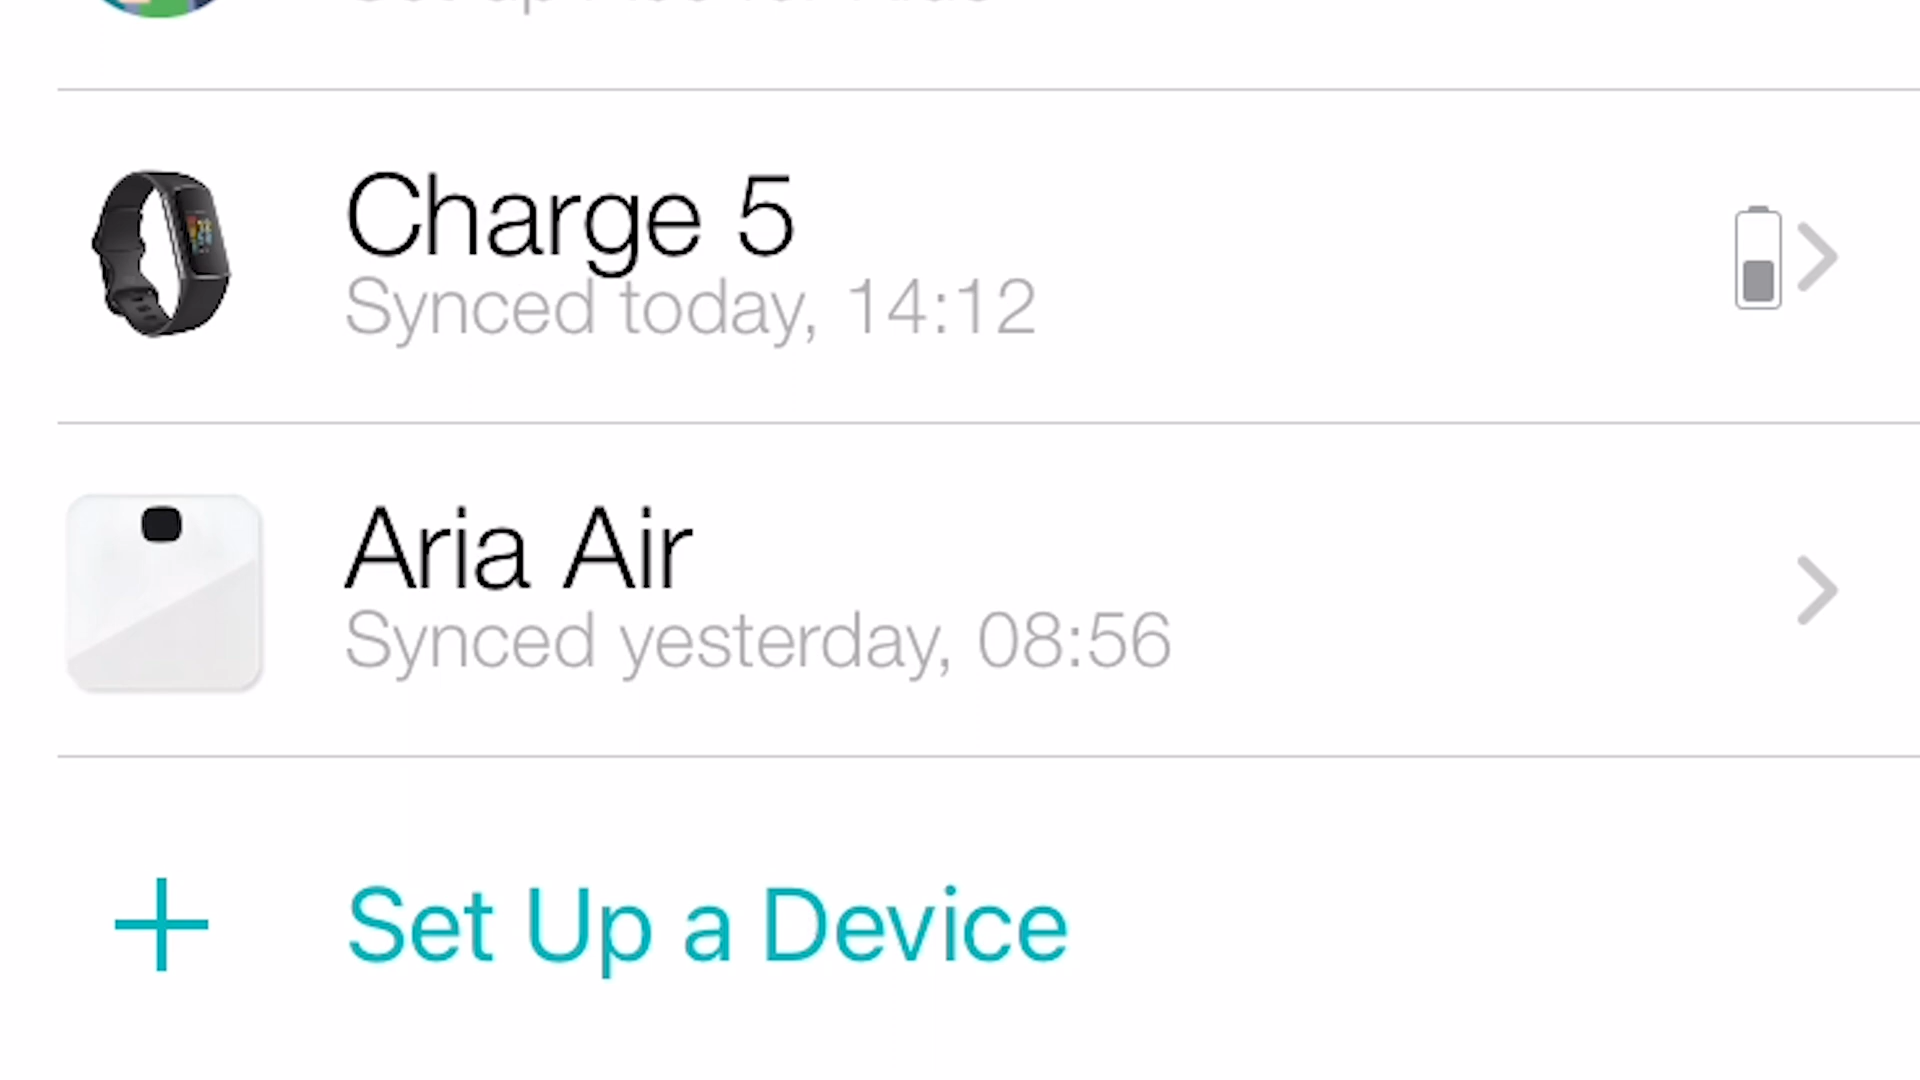 Charge 5
Synced today, 14:12
Aria Air
Synced yesterday, 08:56
Set Up a Device